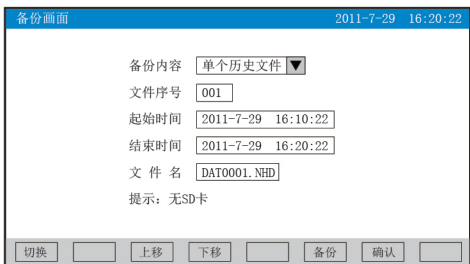 备份画面 2011-7-29 16:20:22
备份内容 单个历史文件
文件序号 001
起始时间 2011-7-29 16:10:22
结束时间 2011-7-29 16:20:22
文 件 名 DAT0001.NHD
提示：无SD卡
切换 上移 下移 备份 确认